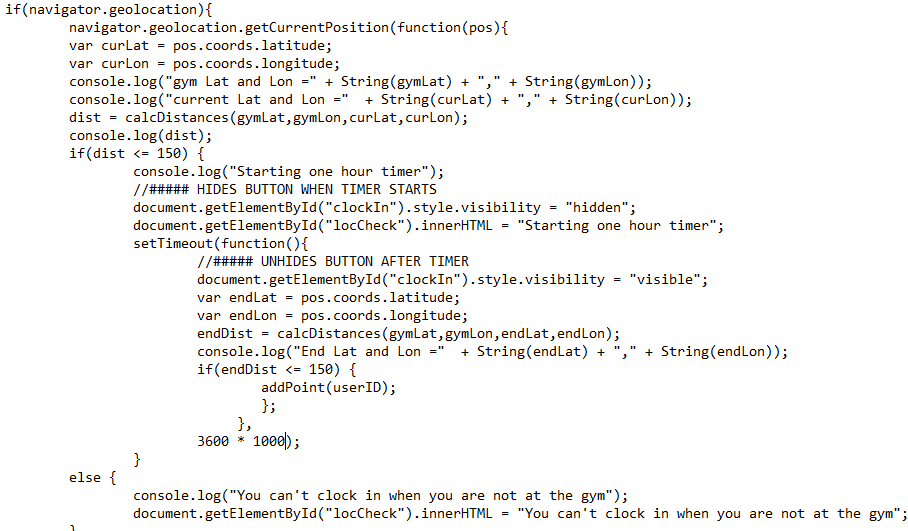 if(navigator.geolocation){
navigator.geolocation.getCurrentPosition(function(pos){
var curLat = pos.coords.latitude;
var curLon = pos.coords.longitude;
console.log("gym Lat and Lon =" + String(gymLat) + "," + String(gymLon));
console.log("current Lat and Lon ="  + String(curLat) + "," + String(curLon));
dist = calcDistances(gymLat,gymLon,curLat,curLon);
console.log(dist);
if(dist <= 150) {
console.log("Starting one hour timer");
//##### HIDES BUTTON WHEN TIMER STARTS
document.getElementById("clockIn").style.visibility = "hidden";
document.getElementById("locCheck").innerHTML = "Starting one hour timer";
setTimeout(function(){
//##### UNHIDES BUTTON AFTER TIMER
document.getElementById("clockIn").style.visibility = "visible";
var endLat = pos.coords.latitude;
var endLon = pos.coords.longitude;
endDist = calcDistances(gymLat,gymLon,endLat,endLon);
console.log("End Lat and Lon ="  + String(endLat) + "," + String(endLon));
if(endDist <= 150) {
addPoint(userID);
};
},
3600 * 1000);
}
else {
console.log("You can't clock in when you are not at the gym");
document.getElementById("locCheck").innerHTML = "You can't clock in when you are not at the gym";
}